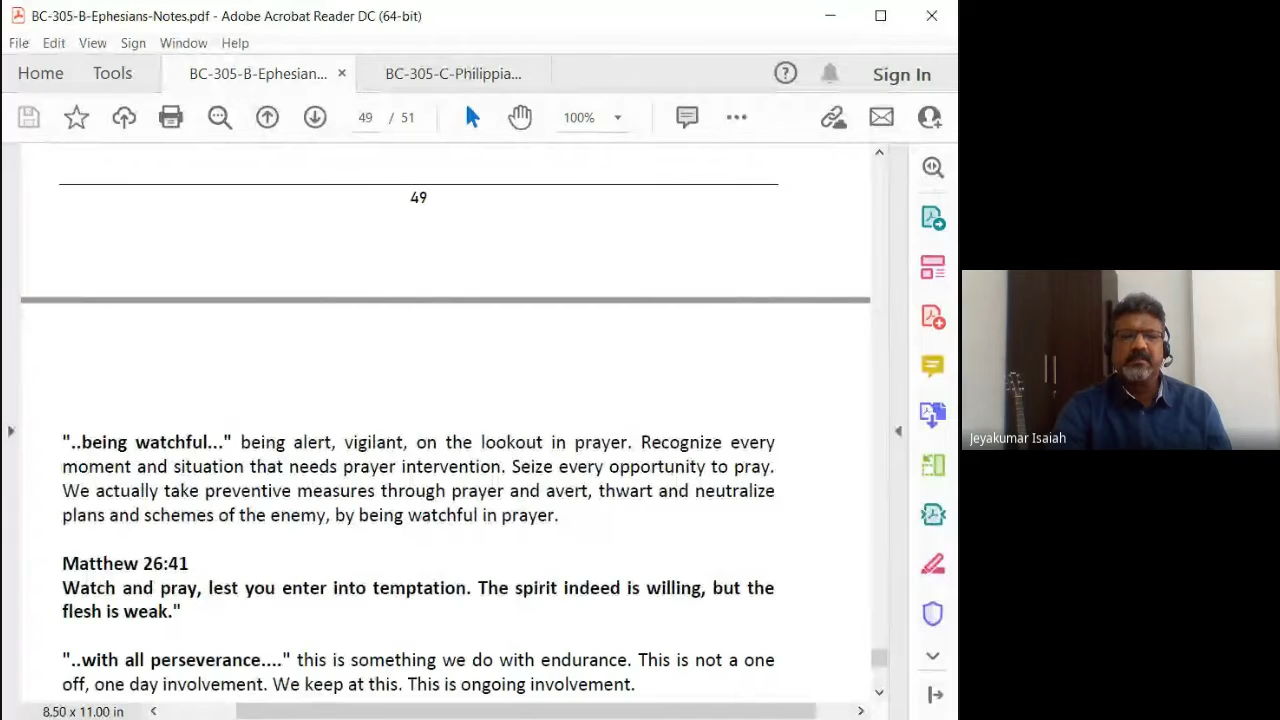 BC-305-B-Ephesians-Notes.pdf - Adobe Acrobat Reader DC (64-bit)
File Edit View Sign Window Help
Home Tools BC-305-B-Ephesian... BC-305-C-Philippia... Sign In
49 / 51 100%
49
"..being watchful..." being alert, vigilant, on the lookout in prayer. Recognize every
moment and situation that needs prayer intervention. Seize every opportunity to pray.
We actually take preventive measures through prayer and avert, thwart and neutralize
plans and schemes of the enemy, by being watchful in prayer.
Matthew 26:41
Watch and pray, lest you enter into temptation. The spirit indeed is willing, but the
flesh is weak."
"..with all perseverance...." this is something we do with endurance. This is not a one
off, one day involvement. We keep at this. This is ongoing involvement.
8.50 x 11.00 in
Jeyakumar Isaiah